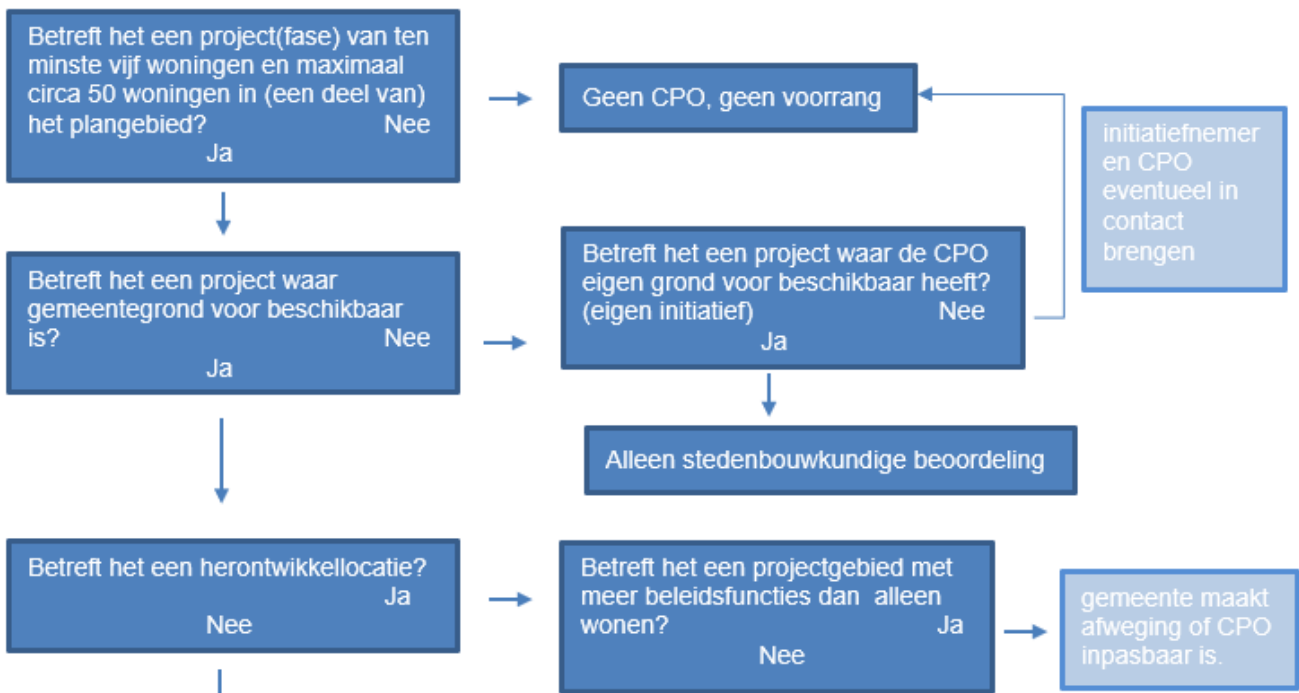 Betreft het een project(fase) van ten
minste vijf woningen en maximaal
circa 50 woningen in (een deel van)
het plangebied? Nee
Ja
Geen CPO, geen voorrang
initiatiefnemer
en CPO
eventueel in
contact
brengen
Betreft het een project waar
gemeentegrond voor beschikbaar
is? Nee
Ja
Betreft het een project waar de CPO
eigen grond voor beschikbaar heeft?
(eigen initiatief) Nee
Ja
Alleen stedenbouwkundige beoordeling
Betreft het een herontwikkellocatie?
Ja
Nee
Betreft het een projectgebied met
meer beleidsfuncties dan alleen
wonen? Ja
Nee
gemeente maakt
afweging of CPO
inpasbaar is.